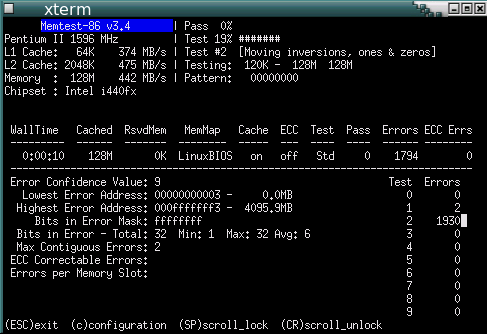 xterm
Memtest-86 v3.4 | Pass 0%
Pentium II 1596 MHz | Test 19% #######
L1 Cache: 64K 374 MB/s | Test #2 [Moving inversions, ones & zeros]
L2 Cache: 2048K 475 MB/s | Testing: 120K - 128M 128M
Memory : 128M 442 MB/s | Pattern: 00000000
Chipset : Intel i440fx
WallTime Cached RsvdMem MemMap Cache ECC Test Pass Errors ECC Errs
-------- ------ ------- -------- ----- --- ---- ---- ------ --------
0:00:10 128M 0K LinuxBIOS on off Std 0 1794 0
Error Confidence Value: 9 Test Errors
Lowest Error Address: 0000000003 - 0.0MB 0 0
Highest Error Address: 000fffffff3 - 4095.9MB 1 2
Bits in Error Mask: ffffffff 2 1930
Bits in Error - Total: 32 Min: 1 Max: 32 Avg: 6 3 0
Max Contiguous Errors: 2 4 0
ECC Correctable Errors: 5 0
Errors per Memory Slot: 6 0
7 0
8 0
9 0
(ESC)exit (c)configuration (SP)scroll_lock (CR)scroll_unlock